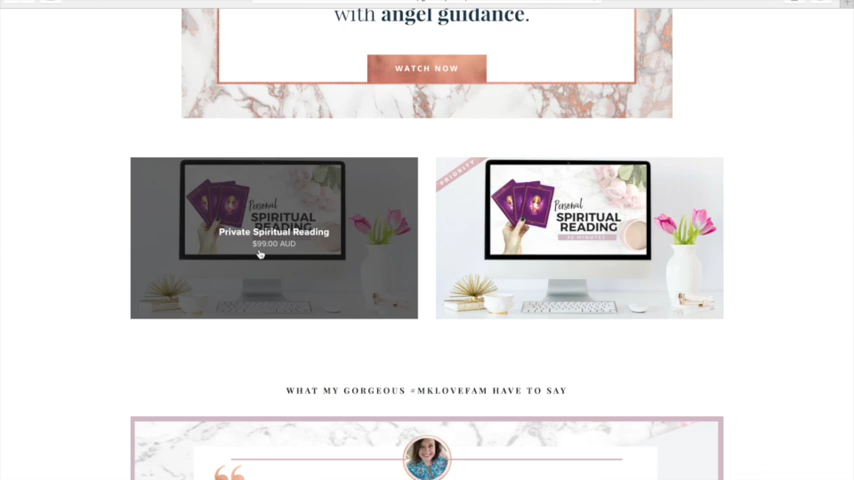 with angel guidance.
WATCH NOW
Personal
SPIRITUAL
READING
Private Spiritual Reading
$99.00 AUD
PRIORITY
Personal
SPIRITUAL
READING
WHAT MY GORGEOUS #MKLOVEFAM HAVE TO SAY